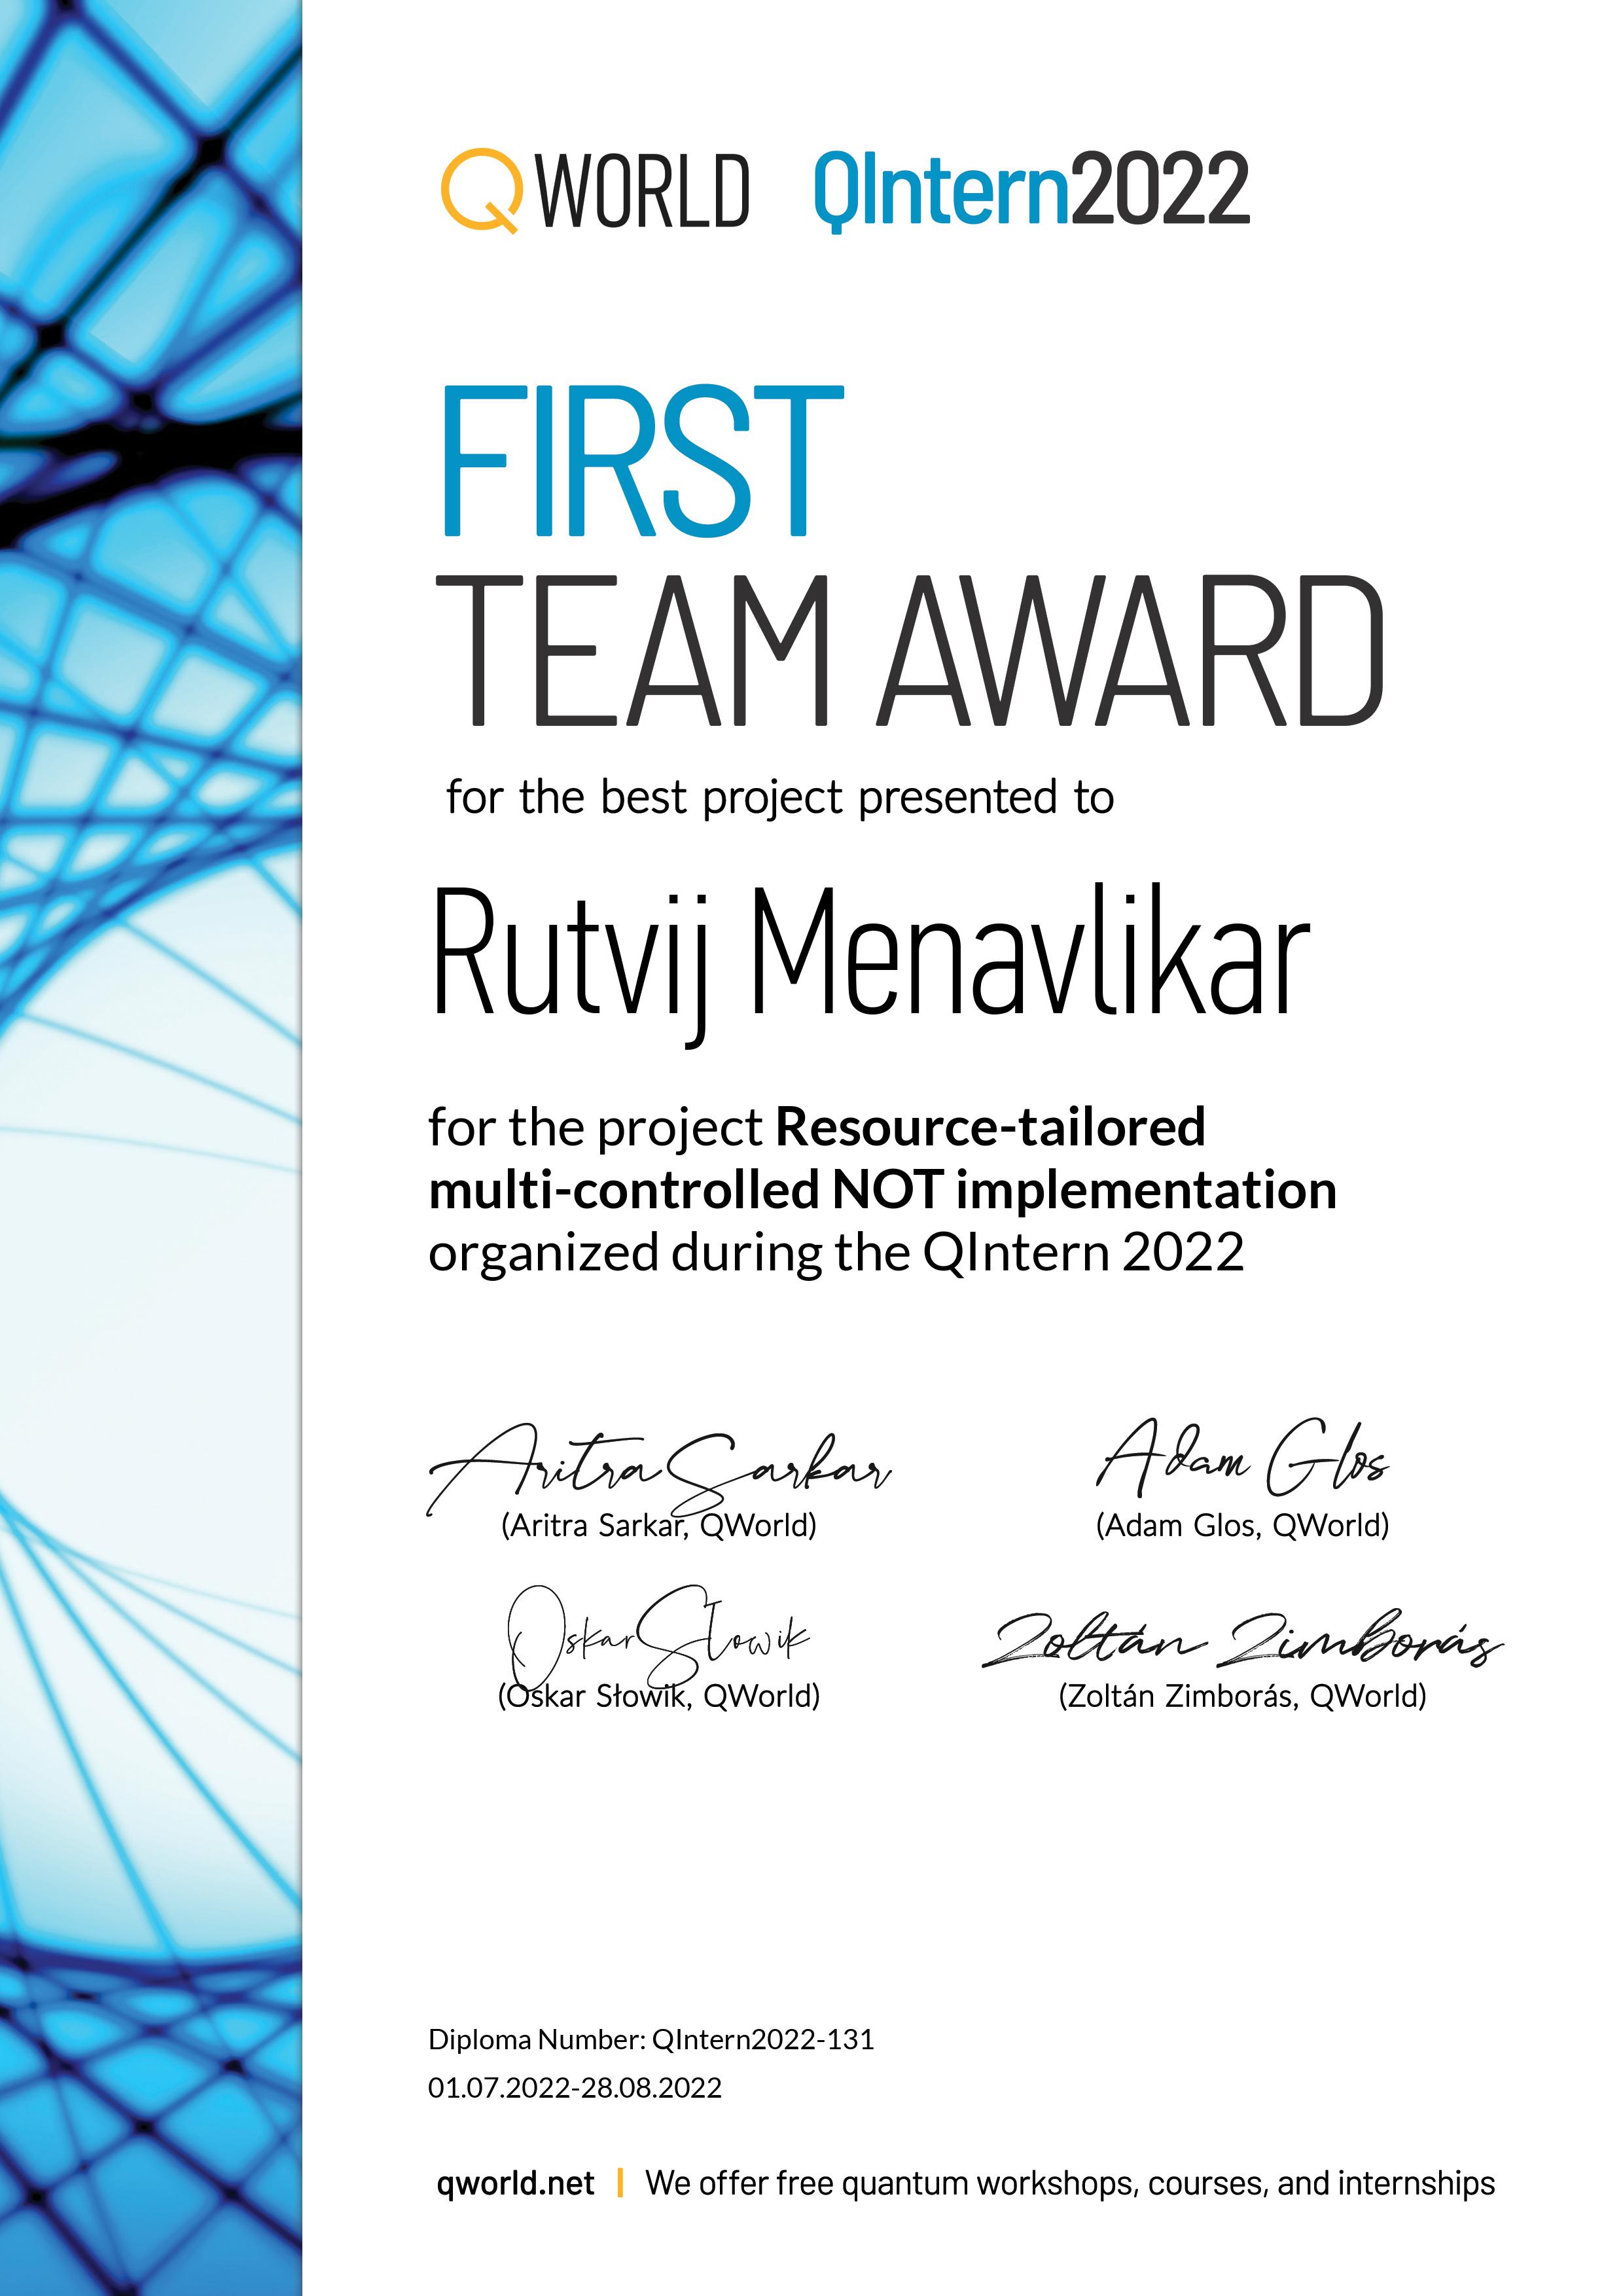 QWORLD QIntern2022
FIRST
TEAM AWARD
for the best project presented to
Rutvij Menavlikar
for the project Resource-tailored
multi-controlled NOT implementation
organized during the QIntern 2022
Aritra Sarkar
(Aritra Sarkar, QWorld)
Adam Glos
(Adam Glos, QWorld)
Oskar Słowik
(Oskar Słowik, QWorld)
Zoltán Zimborás
(Zoltán Zimborás, QWorld)
Diploma Number: QIntern2022-131
01.07.2022-28.08.2022
qworld.net | We offer free quantum workshops, courses, and internships